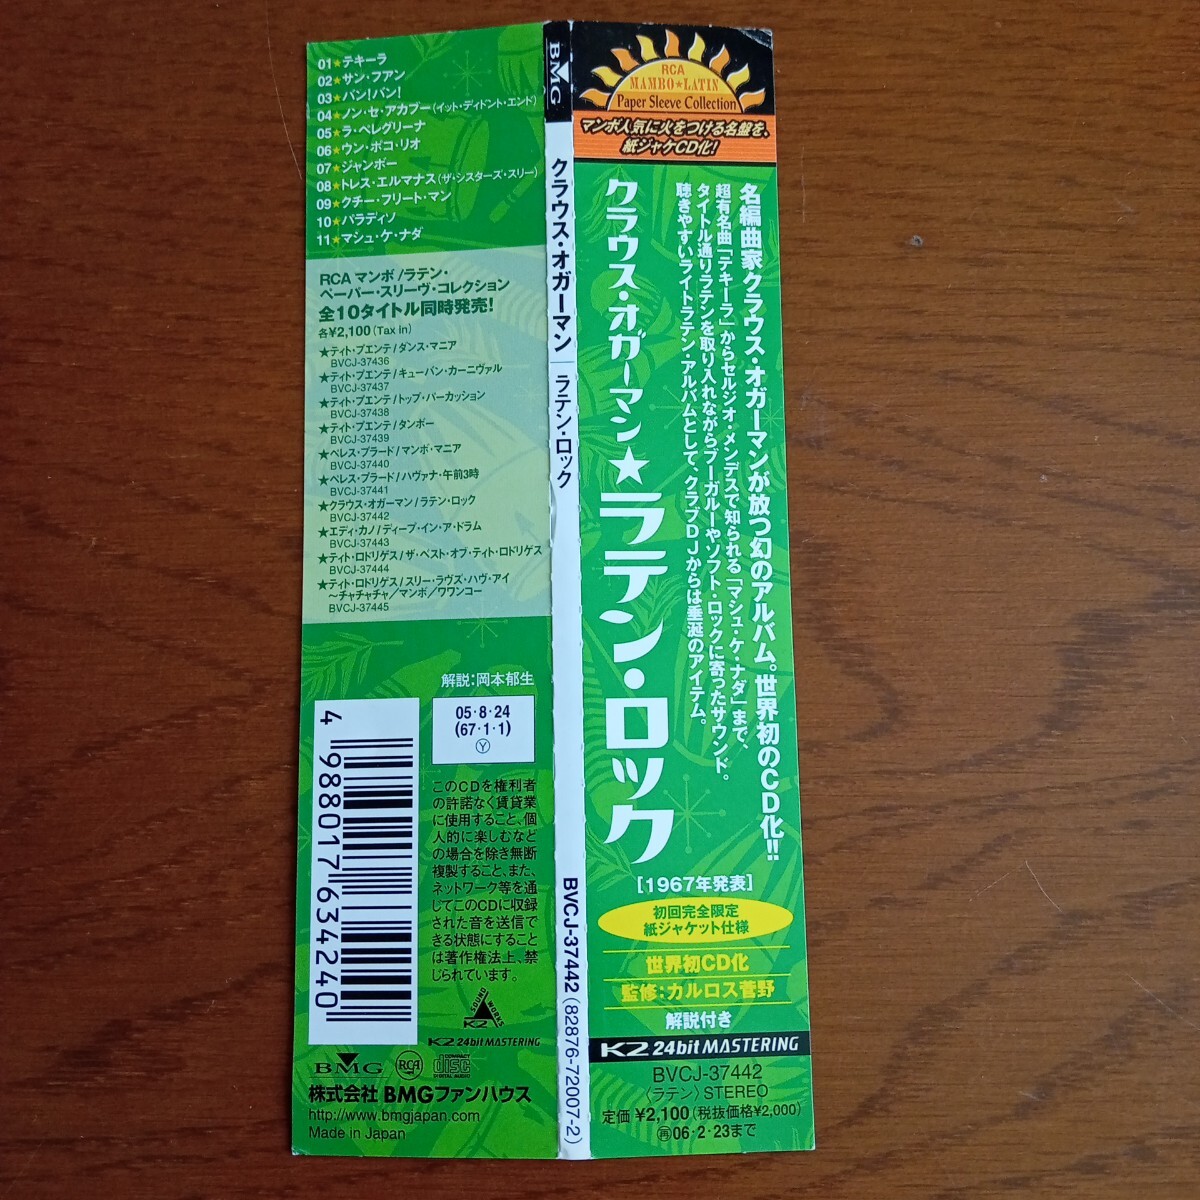 01★テキーラ
02★サン・フアン
03★バン!バン!
04★ノン・セ・アカブー(イット・ディドント・エンド)
05★ラ・ペレグリーナ
06★ウン・ポコ・リオ
07★ジャンボー
08★トレス・エルマナス(ザ・シスターズ・スリー)
09★クチー・フリート・マン
10★パラディソ
11★マシュ・ケ・ナダ
RCA マンボ/ラテン・
ペーパー・スリーヴ・コレクション
全10タイトル同時発売!
各¥2,100(Tax in)
★ティト・プエンテ/ダンス・マニア
BVCJ-37436
★ティト・プエンテ/キューバン・カーニヴァル
BVCJ-37437
★ティト・プエンテ/トップ・パーカッション
BVCJ-37438
★ティト・プエンテ/タンボー
BVCJ-37439
★ペレス・プラード/マンボ・マニア
BVCJ-37440
★ペレス・プラード/ハヴァナ・午前3時
BVCJ-37441
★クラウス・オガーマン/ラテン・ロック
BVCJ-37442
★エディ・カノ/ディープ・イン・ア・ドラム
BVCJ-37443
★ティト・ロドリゲス/ザ・ベスト・オブ・ティト・ロドリゲス
BVCJ-37444
★ティト・ロドリゲス/スリー・ラヴズ・ハヴ・アイ
〜チャチャチャ/マンボ/ワワンコー
BVCJ-37445
解説:岡本郁生
05・8・24
(67・1・1)
Ⓨ
このCDを権利者
の許諾なく賃貸業
に使用すること、個
人的に楽しむなど
の場合を除き無断
複製すること、また、
ネットワーク等を通
じてこのCDに収録
された音を送信で
きる状態にすること
は著作権法上、禁
じられています。
4 988017 634240
K2
SOUND WORKS
K2 24bit MASTERING
BMG
RCA
COMPACT
disc
DIGITAL AUDIO
株式会社 BMGファンハウス
http://www.bmgjapan.com
Made in Japan
BMG
クラウス・オガーマン
ラテン・ロック
BVCJ-37442 (82876-72007-2)
RCA
MAMBO★LATIN
Paper Sleeve Collection
マンボ人気に火をつける名盤を、
紙ジャケCD化!
名編曲家クラウス・オガーマンが放つ幻のアルバム。世界初のCD化!!
超有名曲「テキーラ」からセルジオ・メンデスで知られる「マシュ・ケ・ナダ」まで、
タイトル通りラテンを取り入れながらブーガルーやソフト・ロックに寄ったサウンド。
聴きやすいライトラテン・アルバムとして、クラブDJからは垂涎のアイテム。
クラウス・オガーマン★ラテン・ロック
[1967年発表]
初回完全限定
紙ジャケット仕様
世界初CD化
監修:カルロス菅野
解説付き
K2 24bit MASTERING
BVCJ-37442
〈ラテン〉STEREO
定価 ¥2,100(税抜価格¥2,000)
㊢06・2・23まで